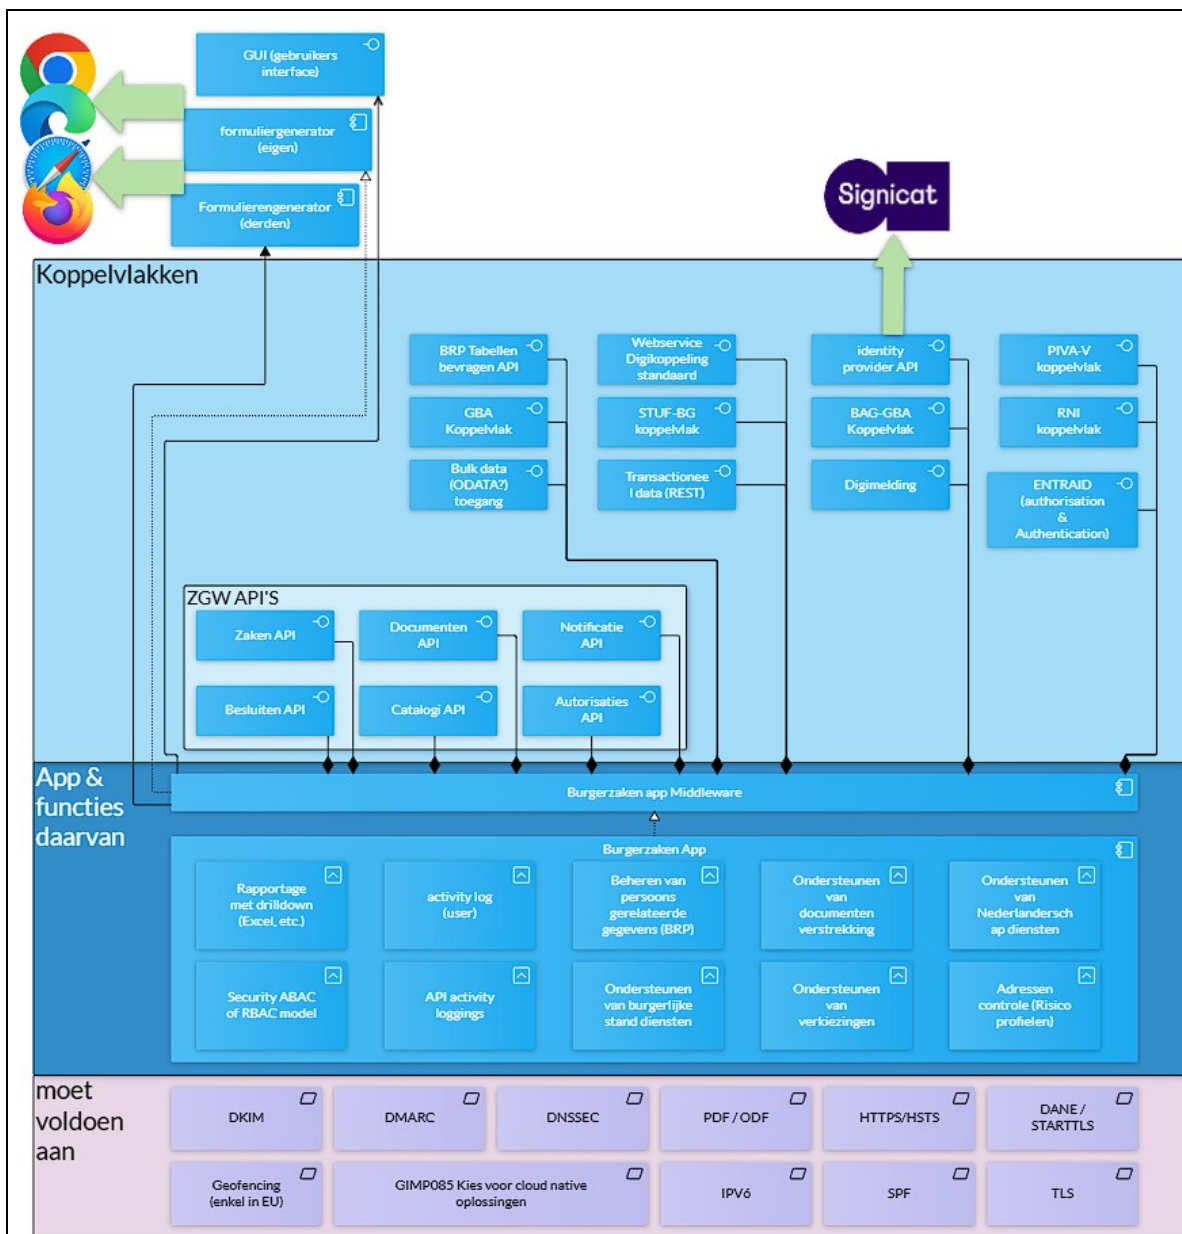 GUI (gebruikers
interface)
formuliergenerator
(eigen)
Formulierengenerator
(derden)
Signicat
Koppelvlakken
BRP Tabellen
bevragen API
Webservice
Digikoppeling
standaard
identity
provider API
PIVA-V
koppelvlak
GBA
Koppelvlak
STUF-BG
koppelvlak
BAG-GBA
Koppelvlak
RNI
koppelvlak
Bulk data
(ODATA?)
toegang
Transactionee
l data (REST)
Digimelding
ENTRAID
(authorisation
&
Authentication)
ZGW API'S
Zaken API
Documenten
API
Notificatie
API
Besluiten API
Catalogi API
Autorisaties
API
App &
functies
daarvan
Burgerzaken app Middleware
Burgerzaken App
Rapportage
met drilldown
(Excel, etc.)
activity log
(user)
Beheren van
persoons
gerelateerde
gegevens (BRP)
Ondersteunen
van
documenten
verstrekking
Ondersteunen
van
Nederlandersch
ap diensten
Security ABAC
of RBAC model
API activity
loggings
Ondersteunen
van burgerlijke
stand diensten
Ondersteunen
van
verkiezingen
Adressen
controle (Risico
profielen)
moet
voldoen
aan
DKIM
DMARC
DNSSEC
PDF / ODF
HTTPS/HSTS
DANE /
STARTTLS
Geofencing
(enkel in EU)
GIMP085 Kies voor cloud native
oplossingen
IPV6
SPF
TLS